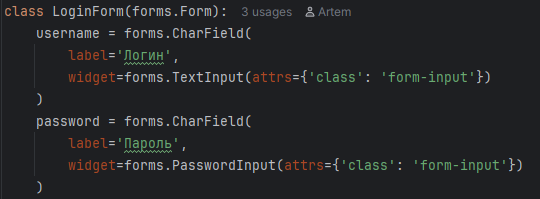 class LoginForm(forms.Form): 3 usages Artem
username = forms.CharField(
label='Логин',
widget=forms.TextInput(attrs={'class': 'form-input'})
)
password = forms.CharField(
label='Пароль',
widget=forms.PasswordInput(attrs={'class': 'form-input'})
)